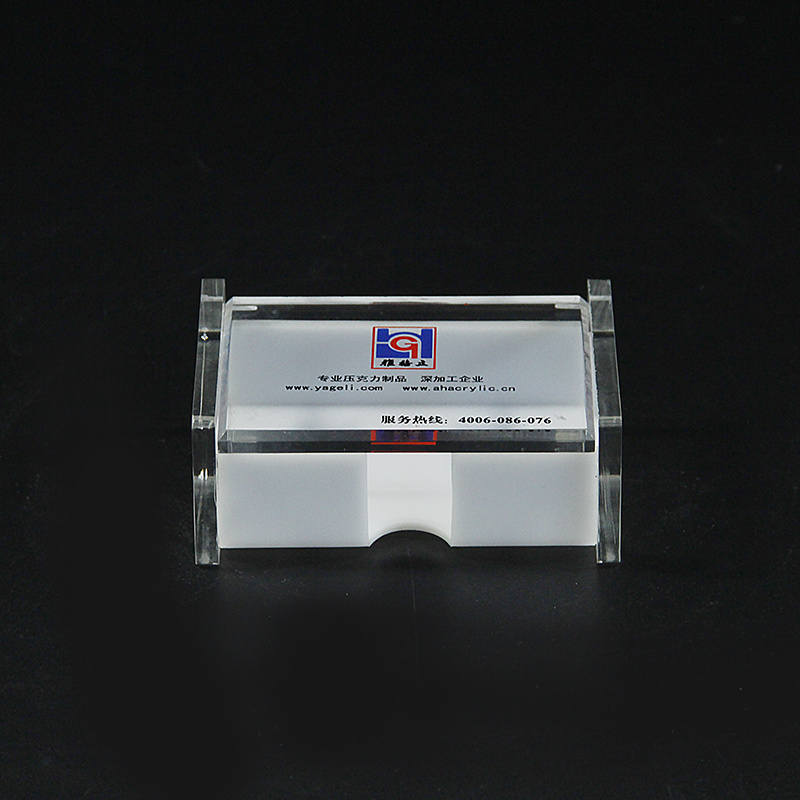 雅格立
专业压克力制品 深加工企业
www.yageli.com www.ahacrylic.cn
服务热线：4006-086-076